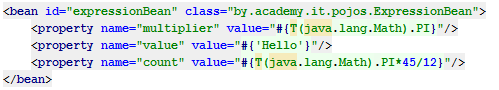 <bean id="expressionBean" class="by.academy.it.pojos.ExpressionBean">
<property name="multiplier" value="#{T(java.lang.Math).PI}"/>
<property name="value" value="#{'Hello'}"/>
<property name="count" value="#{T(java.lang.Math).PI*45/12}"/>
</bean>